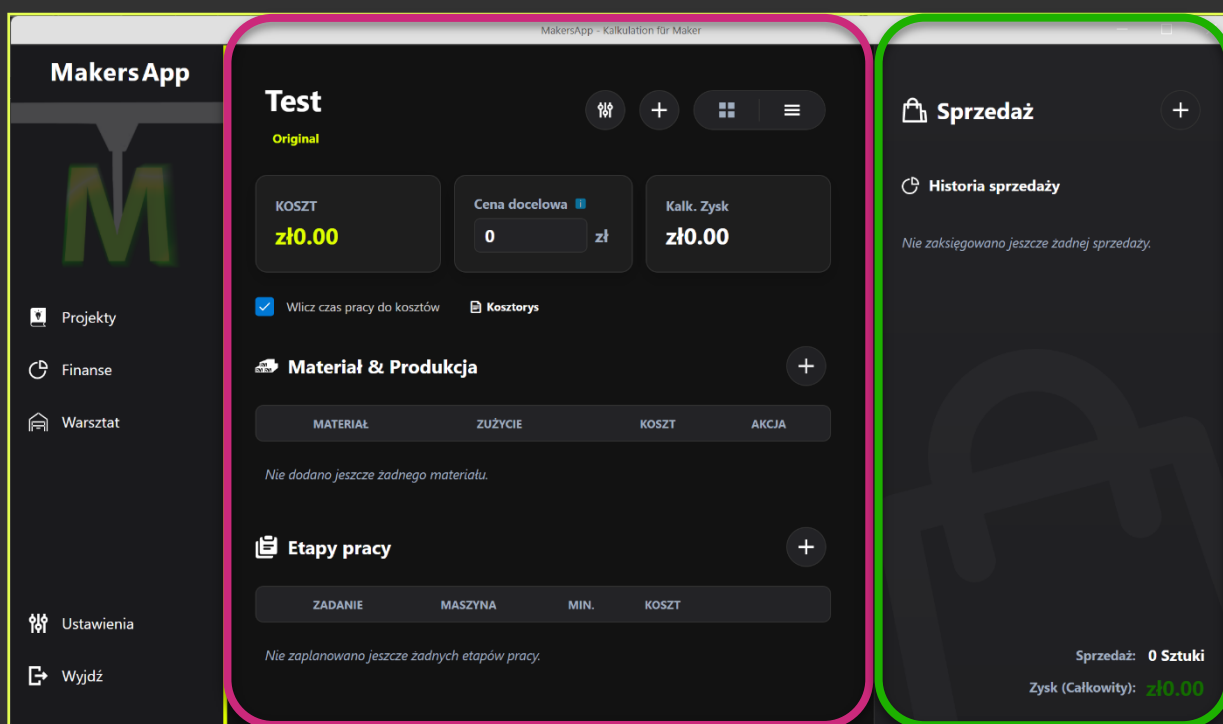 MakersApp - Kalkulation für Maker
MakersApp
M
Projekty
Finanse
Warsztat
Ustawienia
Wyjdź
Test
Original
KOSZT
zł0.00
Cena docelowa i
0 zł
Kalk. Zysk
zł0.00
Wlicz czas pracy do kosztów Kosztorys
Materiał & Produkcja
MATERIAŁ ZUŻYCIE KOSZT AKCJA
Nie dodano jeszcze żadnego materiału.
Etapy pracy
ZADANIE MASZYNA MIN. KOSZT
Nie zaplanowano jeszcze żadnych etapów pracy.
Sprzedaż
Historia sprzedaży
Nie zaksięgowano jeszcze żadnej sprzedaży.
Sprzedaż: 0 Sztuki
Zysk (Całkowity): zł0.00